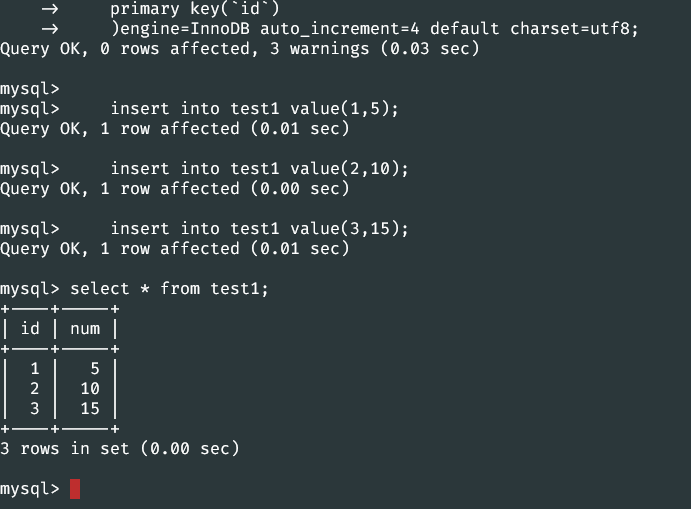 →     primary key(`id`)
→     )engine=InnoDB auto_increment=4 default charset=utf8;
Query OK, 0 rows affected, 3 warnings (0.03 sec)
mysql>
mysql>     insert into test1 value(1,5);
Query OK, 1 row affected (0.01 sec)
mysql>     insert into test1 value(2,10);
Query OK, 1 row affected (0.00 sec)
mysql>     insert into test1 value(3,15);
Query OK, 1 row affected (0.01 sec)
mysql> select * from test1;
+----+-----+
| id | num |
+----+-----+
|  1 |   5 |
|  2 |  10 |
|  3 |  15 |
+----+-----+
3 rows in set (0.00 sec)
mysql>